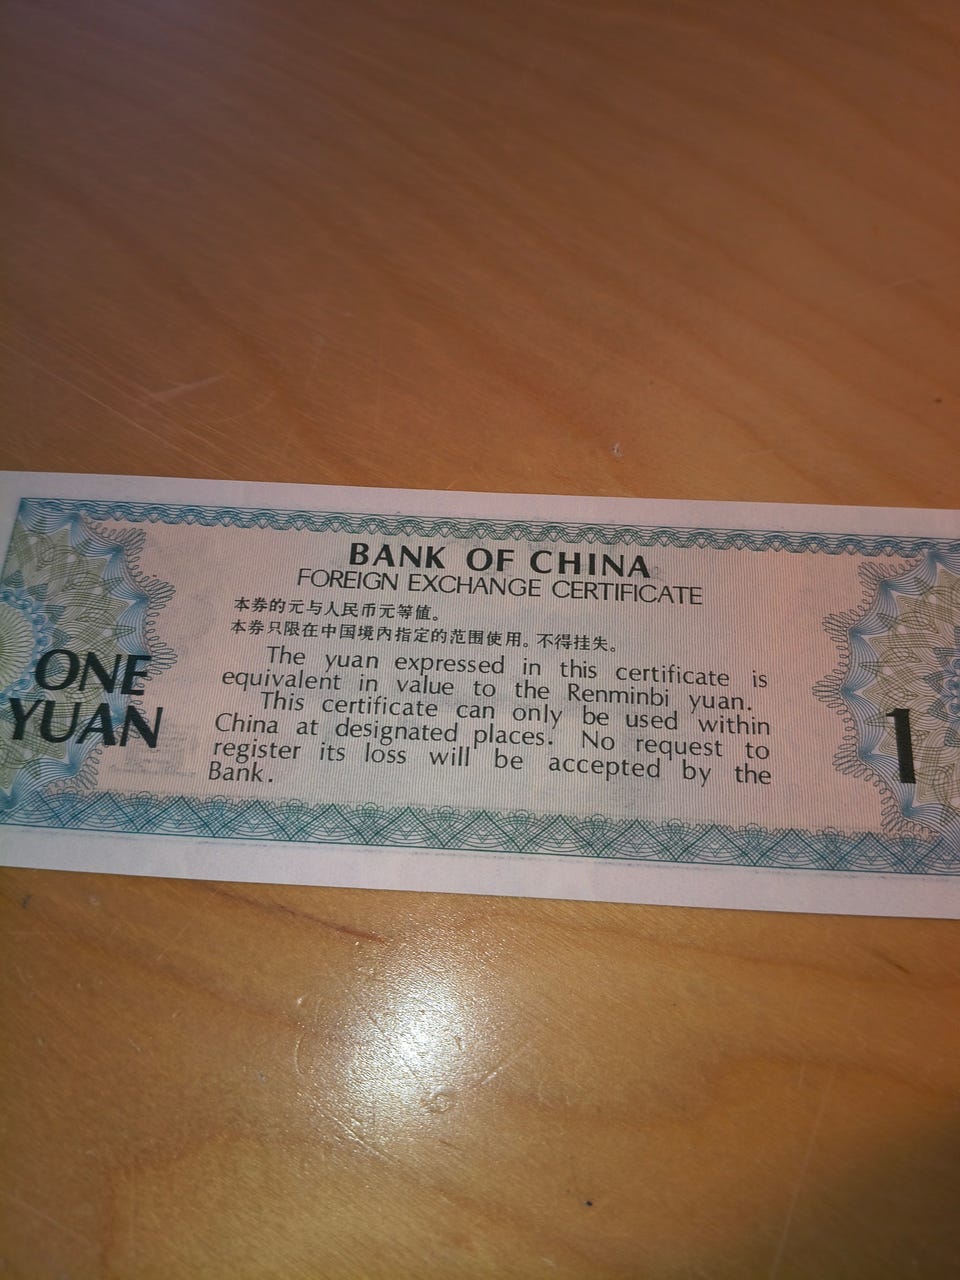 BANK OF CHINA
FOREIGN EXCHANGE CERTIFICATE
本券的元与人民币元等值。
本券只限在中国境内指定的范围使用。不得挂失。
The yuan expressed in this certificate is
equivalent in value to the Renminbi yuan.
This certificate can only be used within
China at designated places. No request to
register its loss will be accepted by the
Bank.
ONE
YUAN
1